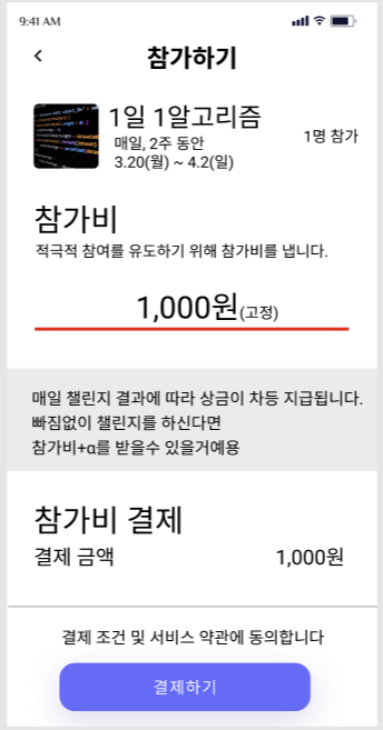 9:41 AM
참가하기
1일 1알고리즘
매일, 2주 동안
1명 참가
3.20(월) ~ 4.2(일)
참가비
적극적 참여를 유도하기 위해 참가비를 냅니다.
1,000원(고정)
매일 챌린지 결과에 따라 상금이 차등 지급됩니다.
빠짐없이 챌린지를 하신다면
참가비+α를 받을수 있을거예용
참가비 결제
결제 금액 1,000원
결제 조건 및 서비스 약관에 동의합니다
결제하기